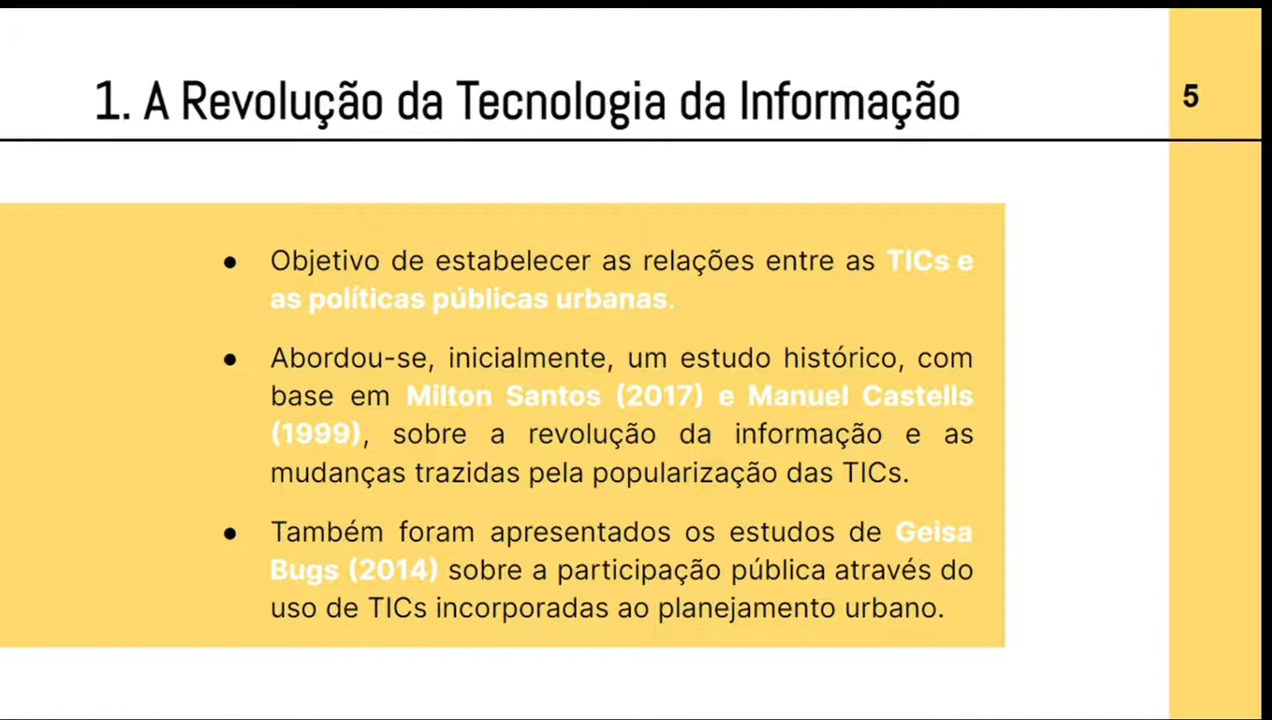 1. A Revolução da Tecnologia da Informação
5
● Objetivo de estabelecer as relações entre as TICs e
as políticas públicas urbanas.
● Abordou-se, inicialmente, um estudo histórico, com
base em Milton Santos (2017) e Manuel Castells
(1999), sobre a revolução da informação e as
mudanças trazidas pela popularização das TICs.
● Também foram apresentados os estudos de Geisa
Bugs (2014) sobre a participação pública através do
uso de TICs incorporadas ao planejamento urbano.